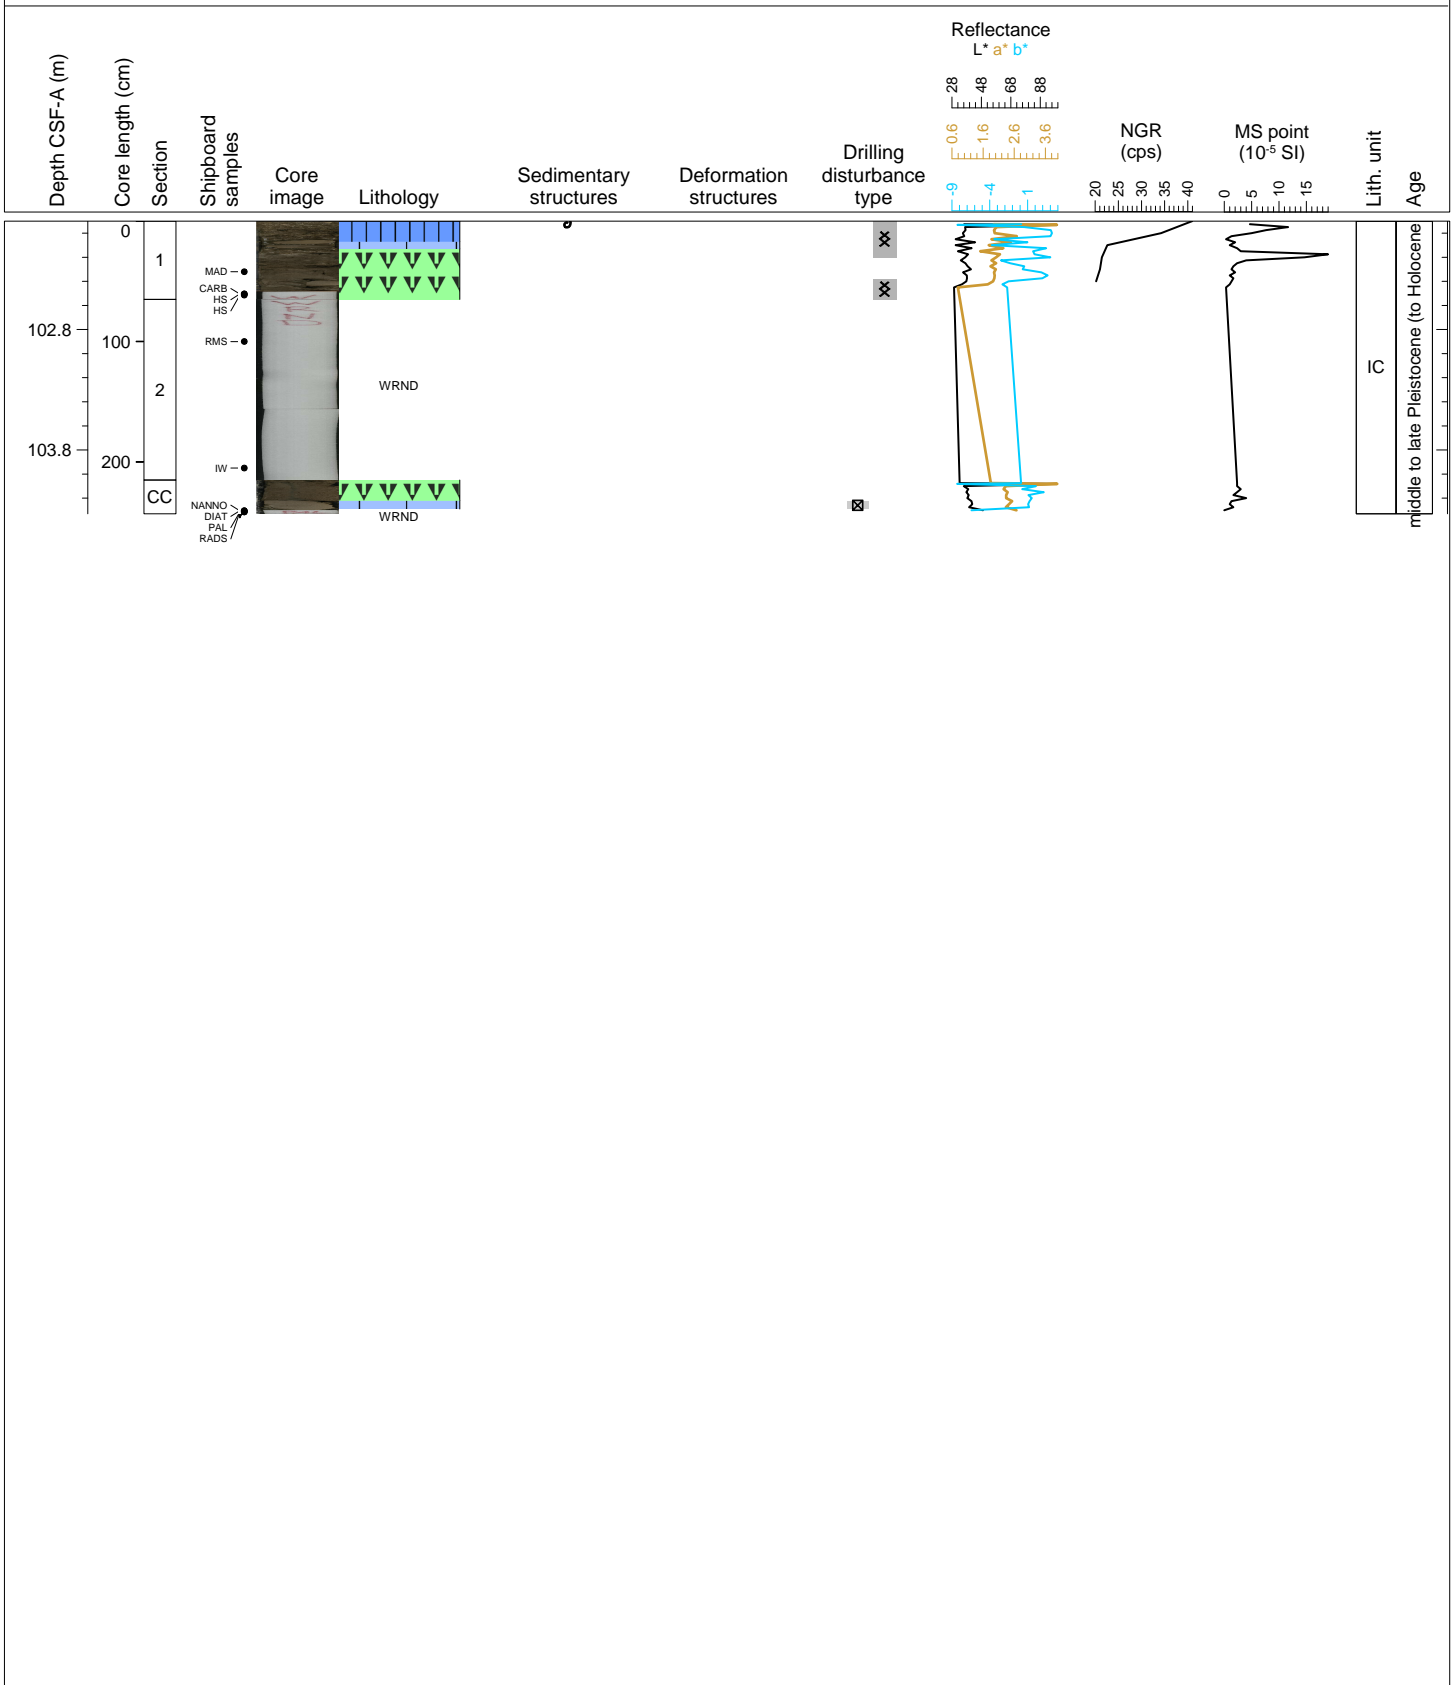 Depth CSF-A (m)
Core length (cm)
Section
Shipboard
samples
Core
image
Lithology
Sedimentary
structures
Deformation
structures
Drilling
disturbance
type
Reflectance
L* a* b*
28 48 68 88
0.6 1.6 2.6 3.6
-9 -4 1
NGR
(cps)
20 25 30 35 40
MS point
(10-5 SI)
0 5 10 15
Lith. unit
Age
0
1
MAD
CARB
HS
HS
102.8
100
RMS
2
WRND
IC
middle to late Pleistocene (to Holocene
103.8
200
IW
CC
NANNO
DIAT
PAL
RADS
WRND